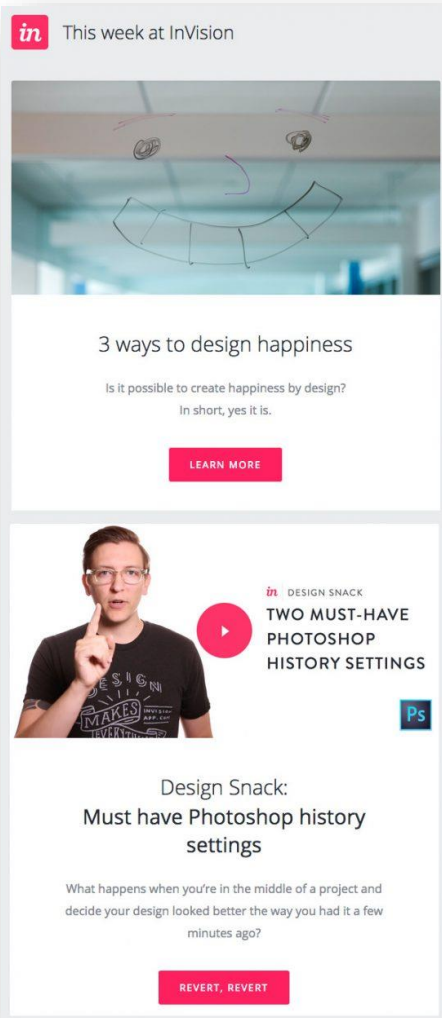 in This week at InVision
3 ways to design happiness
Is it possible to create happiness by design?
In short, yes it is.
LEARN MORE
in DESIGN SNACK
TWO MUST-HAVE
PHOTOSHOP
HISTORY SETTINGS
DESIGN
MAKES
INVISION
APP.COM
Ps
Design Snack:
Must have Photoshop history
settings
What happens when you're in the middle of a project and
decide your design looked better the way you had it a few
minutes ago?
REVERT, REVERT